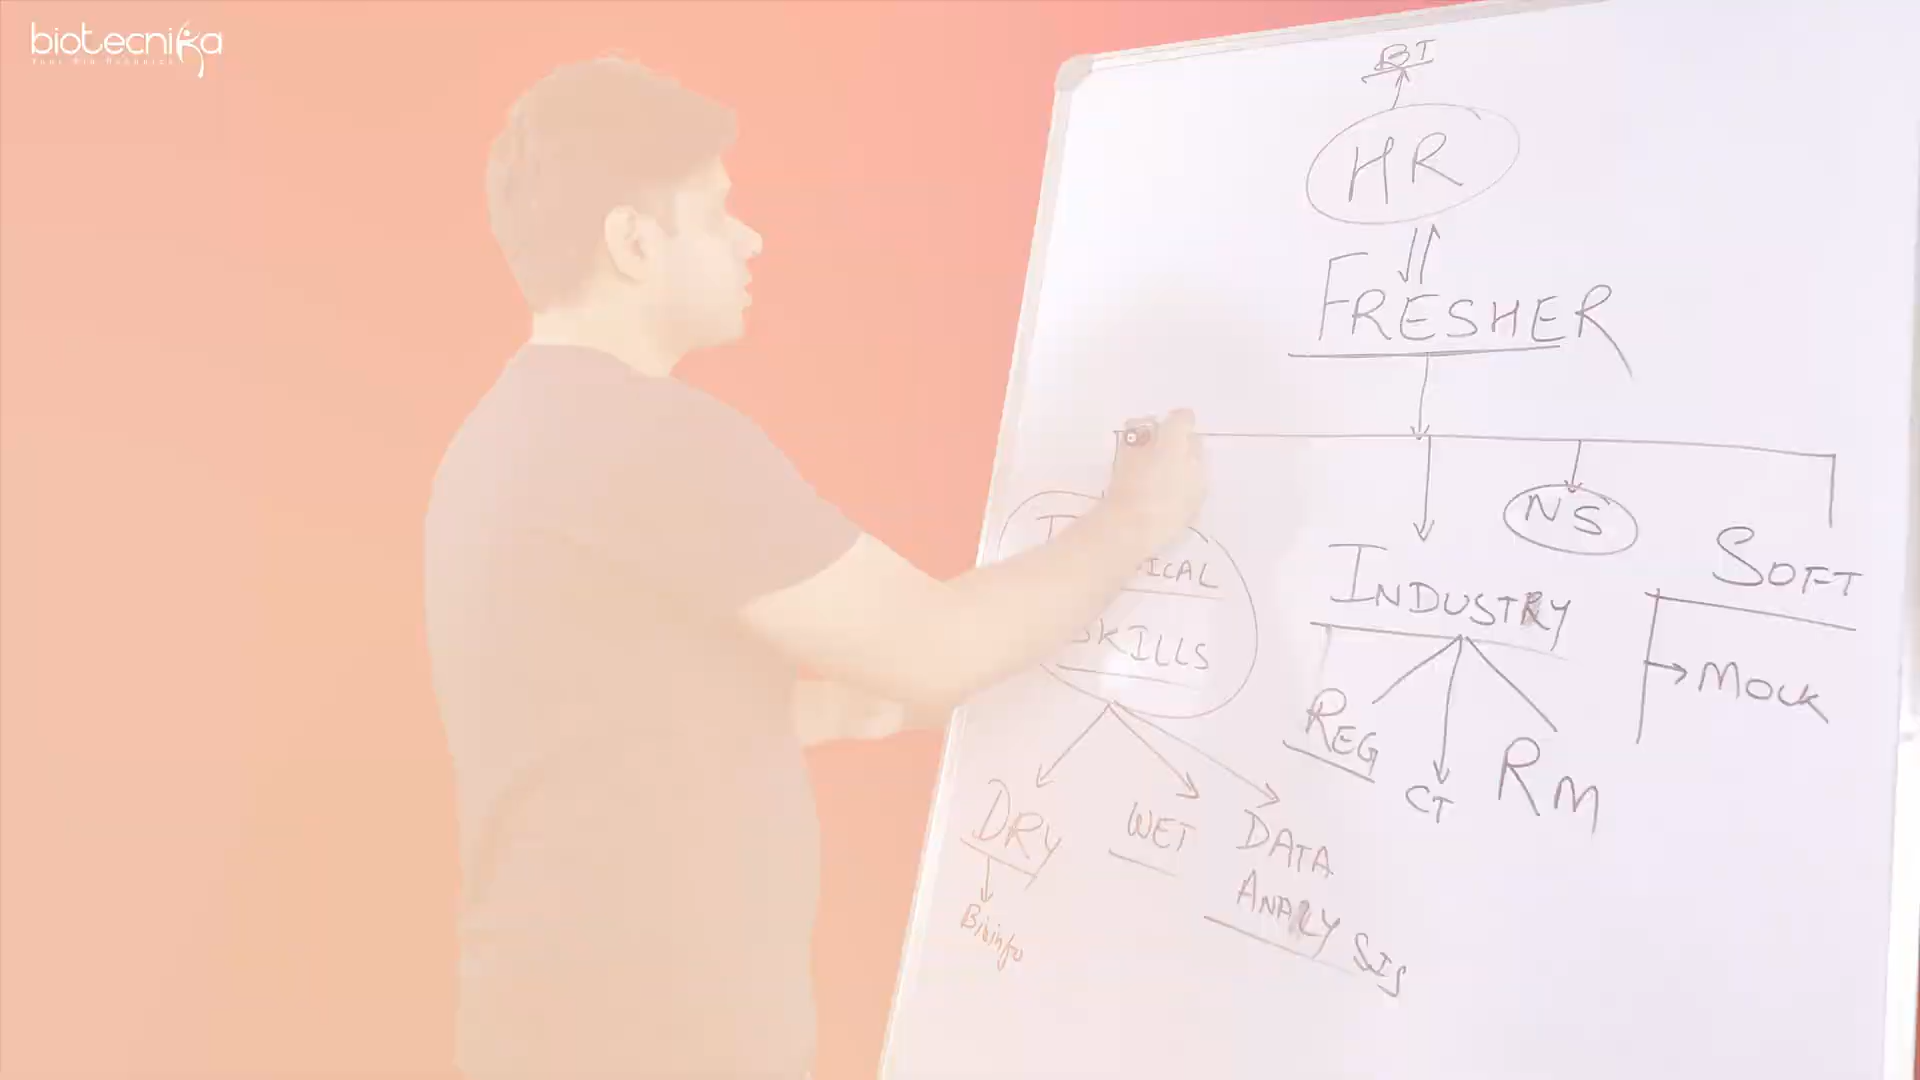 biotecnika
BI
HR
FRESHER
NS
ICAL
SKILLS
INDUSTRY
SOFT
MOCK
REG
CT
RM
DRY
WET
DATA
ANALYSIS
Bioinfo